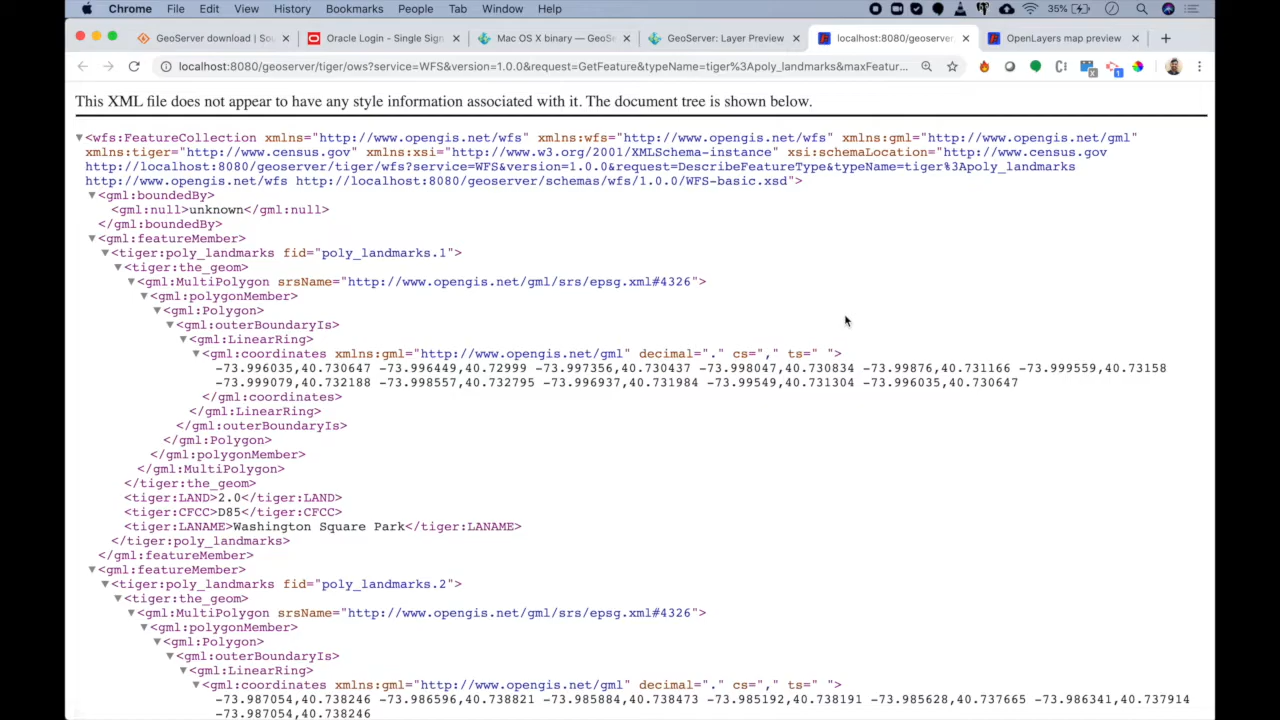 Chrome File Edit View History Bookmarks People Tab Window Help 35%
GeoServer download | Sou
Oracle Login - Single Sign
Mac OS X binary — GeoSe
GeoServer: Layer Preview
localhost:8080/geoserver
OpenLayers map preview
localhost:8080/geoserver/tiger/ows?service=WFS&version=1.0.0&request=GetFeature&typeName=tiger%3Apoly_landmarks&maxFeatur...
This XML file does not appear to have any style information associated with it. The document tree is shown below.
<wfs:FeatureCollection xmlns="http://www.opengis.net/wfs" xmlns:wfs="http://www.opengis.net/wfs" xmlns:gml="http://www.opengis.net/gml"
xmlns:tiger="http://www.census.gov" xmlns:xsi="http://www.w3.org/2001/XMLSchema-instance" xsi:schemaLocation="http://www.census.gov
http://localhost:8080/geoserver/tiger/wfs?service=WFS&version=1.0.0&request=DescribeFeatureType&typeName=tiger%3Apoly_landmarks
http://www.opengis.net/wfs http://localhost:8080/geoserver/schemas/wfs/1.0.0/WFS-basic.xsd">
<gml:boundedBy>
<gml:null>unknown</gml:null>
</gml:boundedBy>
<gml:featureMember>
<tiger:poly_landmarks fid="poly_landmarks.1">
<tiger:the_geom>
<gml:MultiPolygon srsName="http://www.opengis.net/gml/srs/epsg.xml#4326">
<gml:polygonMember>
<gml:Polygon>
<gml:outerBoundaryIs>
<gml:LinearRing>
<gml:coordinates xmlns:gml="http://www.opengis.net/gml" decimal="." cs="," ts=" ">
-73.996035,40.730647 -73.996449,40.72999 -73.997356,40.730437 -73.998047,40.730834 -73.99876,40.731166 -73.999559,40.73158
-73.999079,40.732188 -73.998557,40.732795 -73.996937,40.731984 -73.99549,40.731304 -73.996035,40.730647
</gml:coordinates>
</gml:LinearRing>
</gml:outerBoundaryIs>
</gml:Polygon>
</gml:polygonMember>
</gml:MultiPolygon>
</tiger:the_geom>
<tiger:LAND>2.0</tiger:LAND>
<tiger:CFCC>D85</tiger:CFCC>
<tiger:LANAME>Washington Square Park</tiger:LANAME>
</tiger:poly_landmarks>
</gml:featureMember>
<gml:featureMember>
<tiger:poly_landmarks fid="poly_landmarks.2">
<tiger:the_geom>
<gml:MultiPolygon srsName="http://www.opengis.net/gml/srs/epsg.xml#4326">
<gml:polygonMember>
<gml:Polygon>
<gml:outerBoundaryIs>
<gml:LinearRing>
<gml:coordinates xmlns:gml="http://www.opengis.net/gml" decimal="." cs="," ts=" ">
-73.987054,40.738246 -73.986596,40.738821 -73.985884,40.738473 -73.985192,40.738191 -73.985628,40.737665 -73.986341,40.737914
-73.987054,40.738246